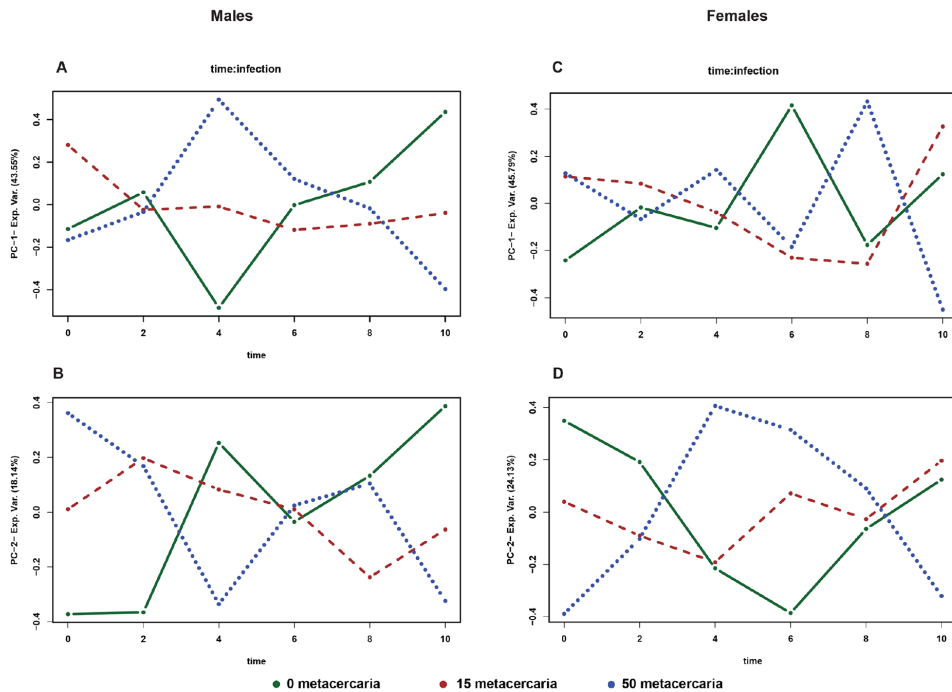 Males
Females
A
time:infection
PC-1- Exp. Var. (43.55%)
0.4
0.2
0.0
-0.2
-0.4
0 2 4 6 8 10
time
C
time:infection
PC-1- Exp. Var. (45.79%)
0.4
0.2
0.0
-0.2
-0.4
0 2 4 6 8 10
time
B
PC-2- Exp. Var. (18.14%)
0.4
0.2
0.0
-0.2
-0.4
0 2 4 6 8 10
time
D
PC-2- Exp. Var. (24.13%)
0.4
0.2
0.0
-0.2
-0.4
0 2 4 6 8 10
time
0 metacercaria
15 metacercaria
50 metacercaria